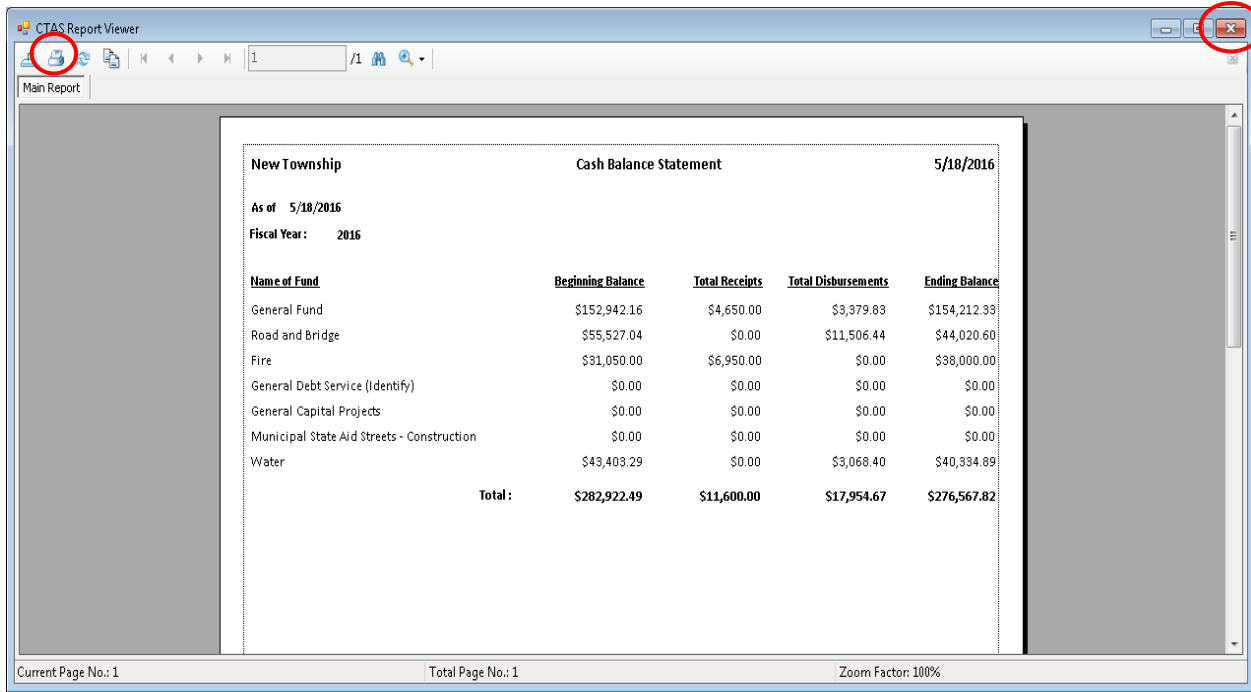 CTAS Report Viewer
1 /1
Main Report
New Township Cash Balance Statement 5/18/2016
As of 5/18/2016
Fiscal Year: 2016
Name of Fund Beginning Balance Total Receipts Total Disbursements Ending Balance
General Fund $152,942.16 $4,650.00 $3,379.83 $154,212.33
Road and Bridge $55,527.04 $0.00 $11,506.44 $44,020.60
Fire $31,050.00 $6,950.00 $0.00 $38,000.00
General Debt Service (Identify) $0.00 $0.00 $0.00 $0.00
General Capital Projects $0.00 $0.00 $0.00 $0.00
Municipal State Aid Streets - Construction $0.00 $0.00 $0.00 $0.00
Water $43,403.29 $0.00 $3,068.40 $40,334.89
Total : $282,922.49 $11,600.00 $17,954.67 $276,567.82
Current Page No.: 1 Total Page No.: 1 Zoom Factor: 100%